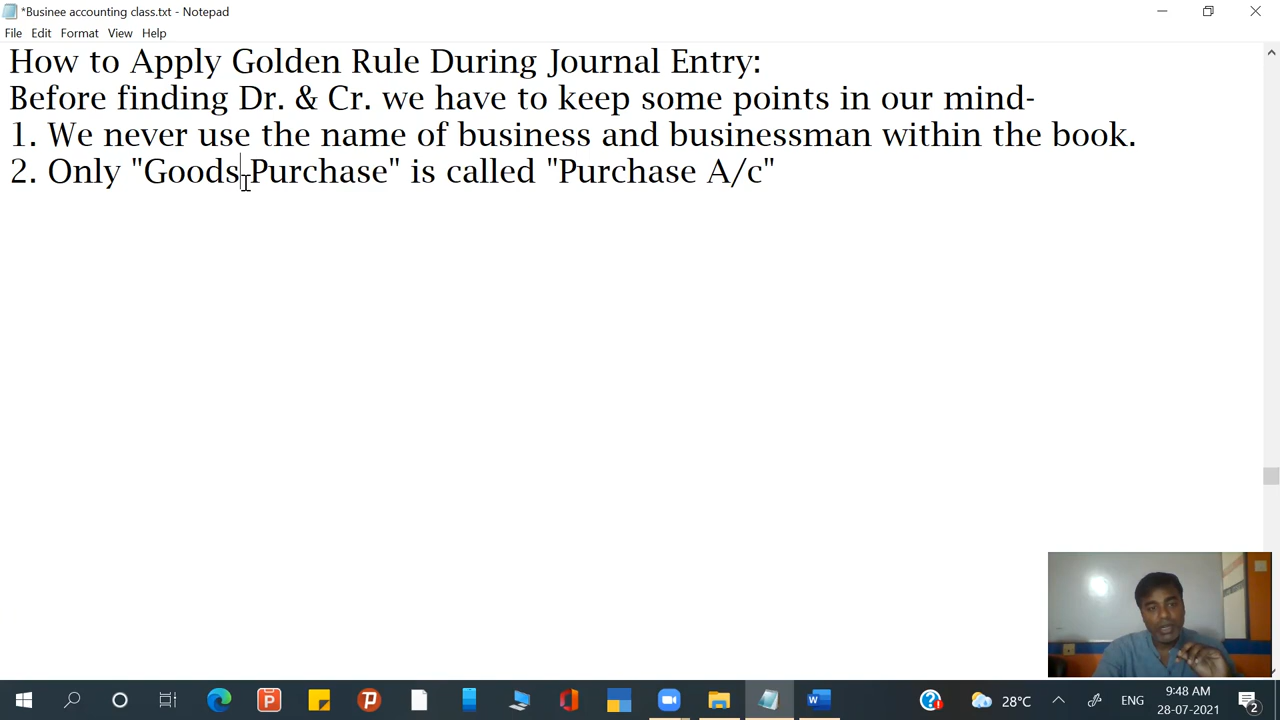 *Businee accounting class.txt - Notepad
File Edit Format View Help
How to Apply Golden Rule During Journal Entry:
Before finding Dr. & Cr. we have to keep some points in our mind-
1. We never use the name of business and businessman within the book.
2. Only "Goods Purchase" is called "Purchase A/c"
28°C ENG 9:48 AM
28-07-2021 2